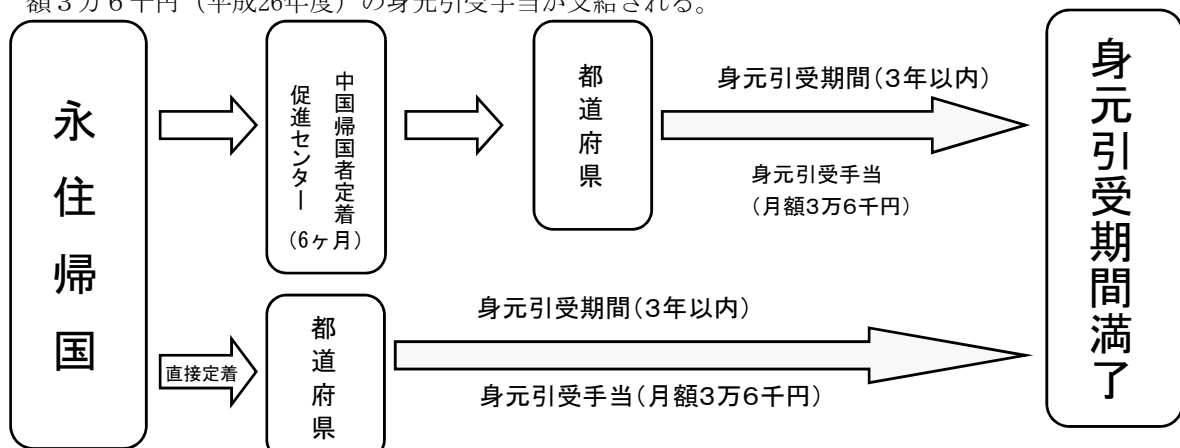 額３万６千円（平成26年度）の身元引受手当が支給される。
永住帰国
中国帰国者定着
促進センター
(6ヶ月)
都道府県
身元引受期間(3年以内)
身元引受手当
(月額3万6千円)
身元引受期間満了
直接定着
都道府県
身元引受期間(3年以内)
身元引受手当(月額3万6千円)